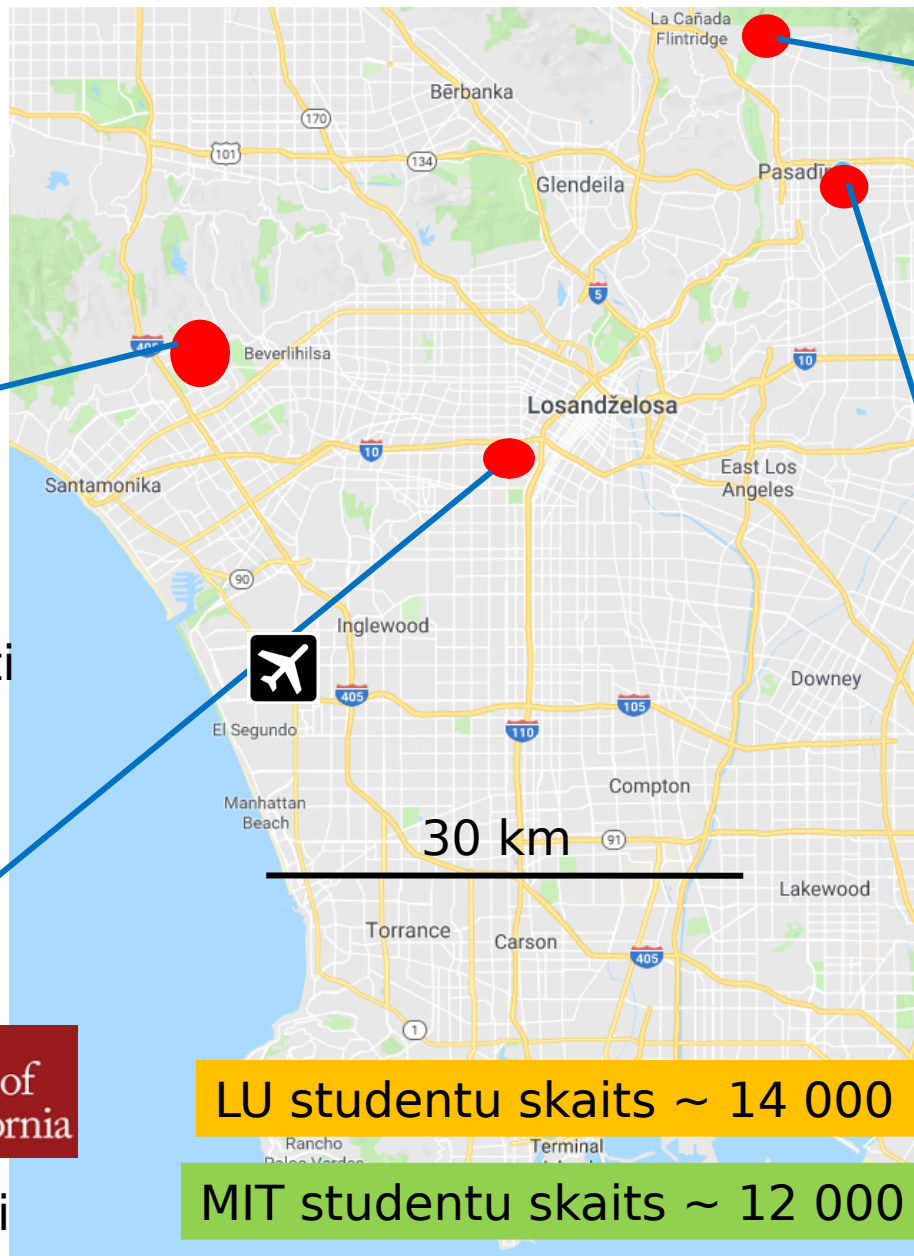 La Cañada
Flintridge
Bērbanka
170
101
134
Glendeila
5
405
Beverlihilsa
10
Losandželosa
10
East Los
Angeles
Santamonika
90
Inglewood
405
105
Downey
El Segundo
110
Compton
Manhattan
Beach
30 km
91
Lakewood
Torrance
Carson
405
1
of
LU studentu skaits ~ 14 000
Rancho
Terminal
MIT studentu skaits ~ 12 000